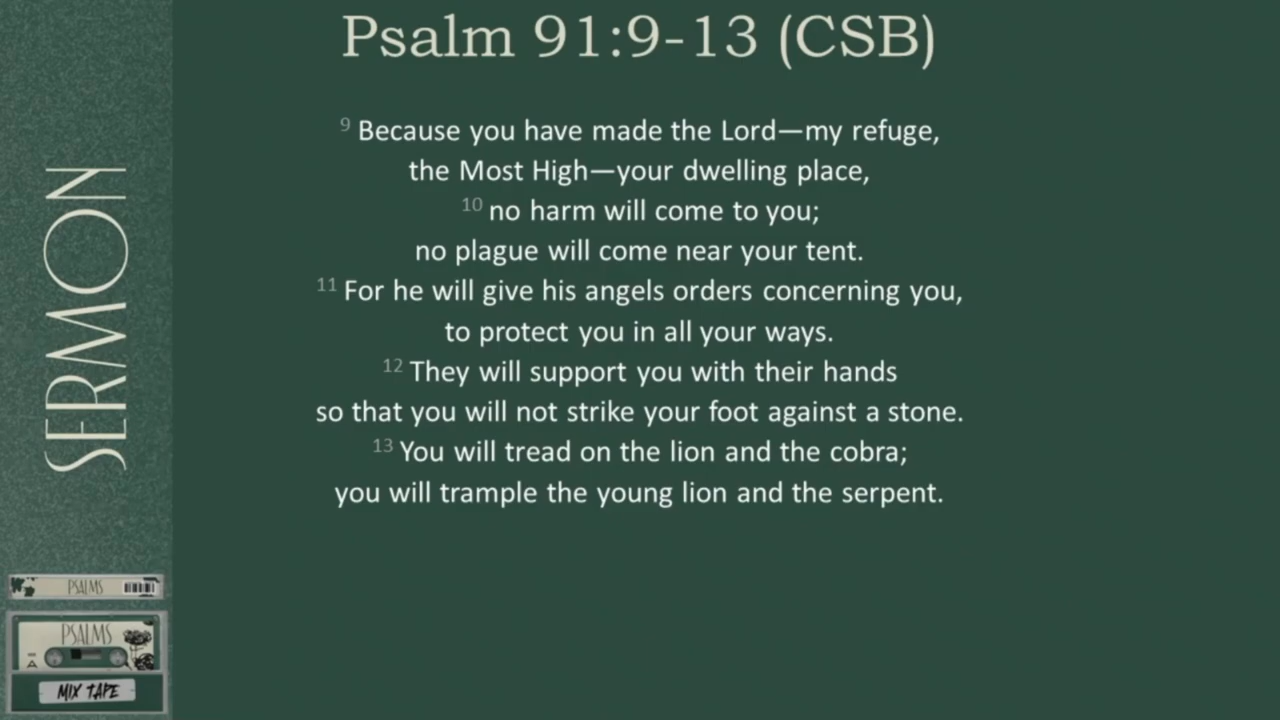 Psalm 91:9-13 (CSB)
9 Because you have made the Lord—my refuge,
the Most High—your dwelling place,
10 no harm will come to you;
no plague will come near your tent.
11 For he will give his angels orders concerning you,
to protect you in all your ways.
12 They will support you with their hands
so that you will not strike your foot against a stone.
13 You will tread on the lion and the cobra;
you will trample the young lion and the serpent.
SERMON
PSALMS
PSALMS
A
MIX TAPE